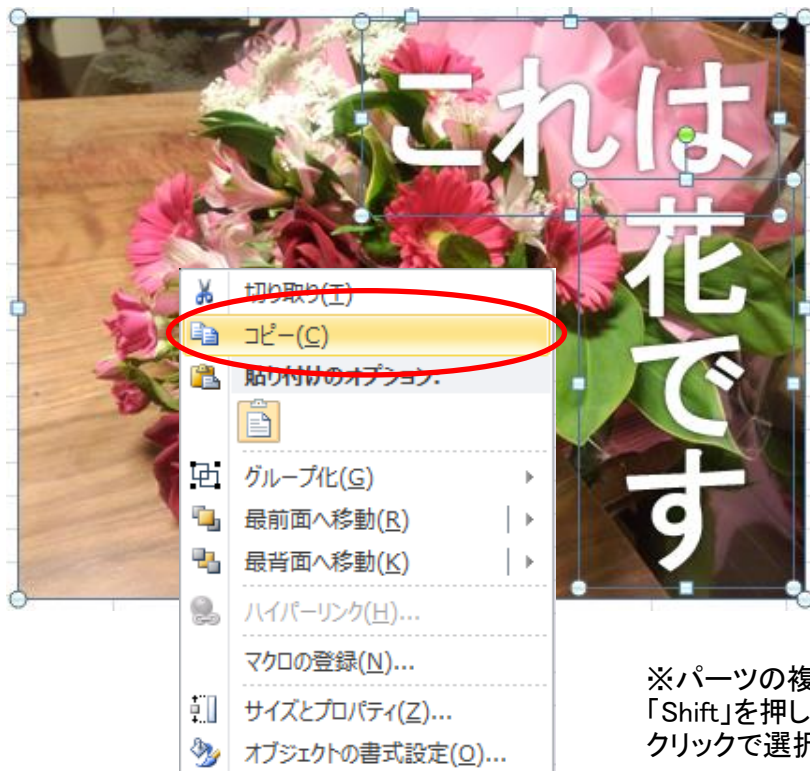 これは
花です
切り取り(T)
コピー(C)
貼り付けのオプション:
グループ化(G)
最前面へ移動(R)
最背面へ移動(K)
ハイパーリンク(H)...
マクロの登録(N)...
サイズとプロパティ(Z)...
オブジェクトの書式設定(O)...
※パーツの複
「Shift」を押し
クリックで選択